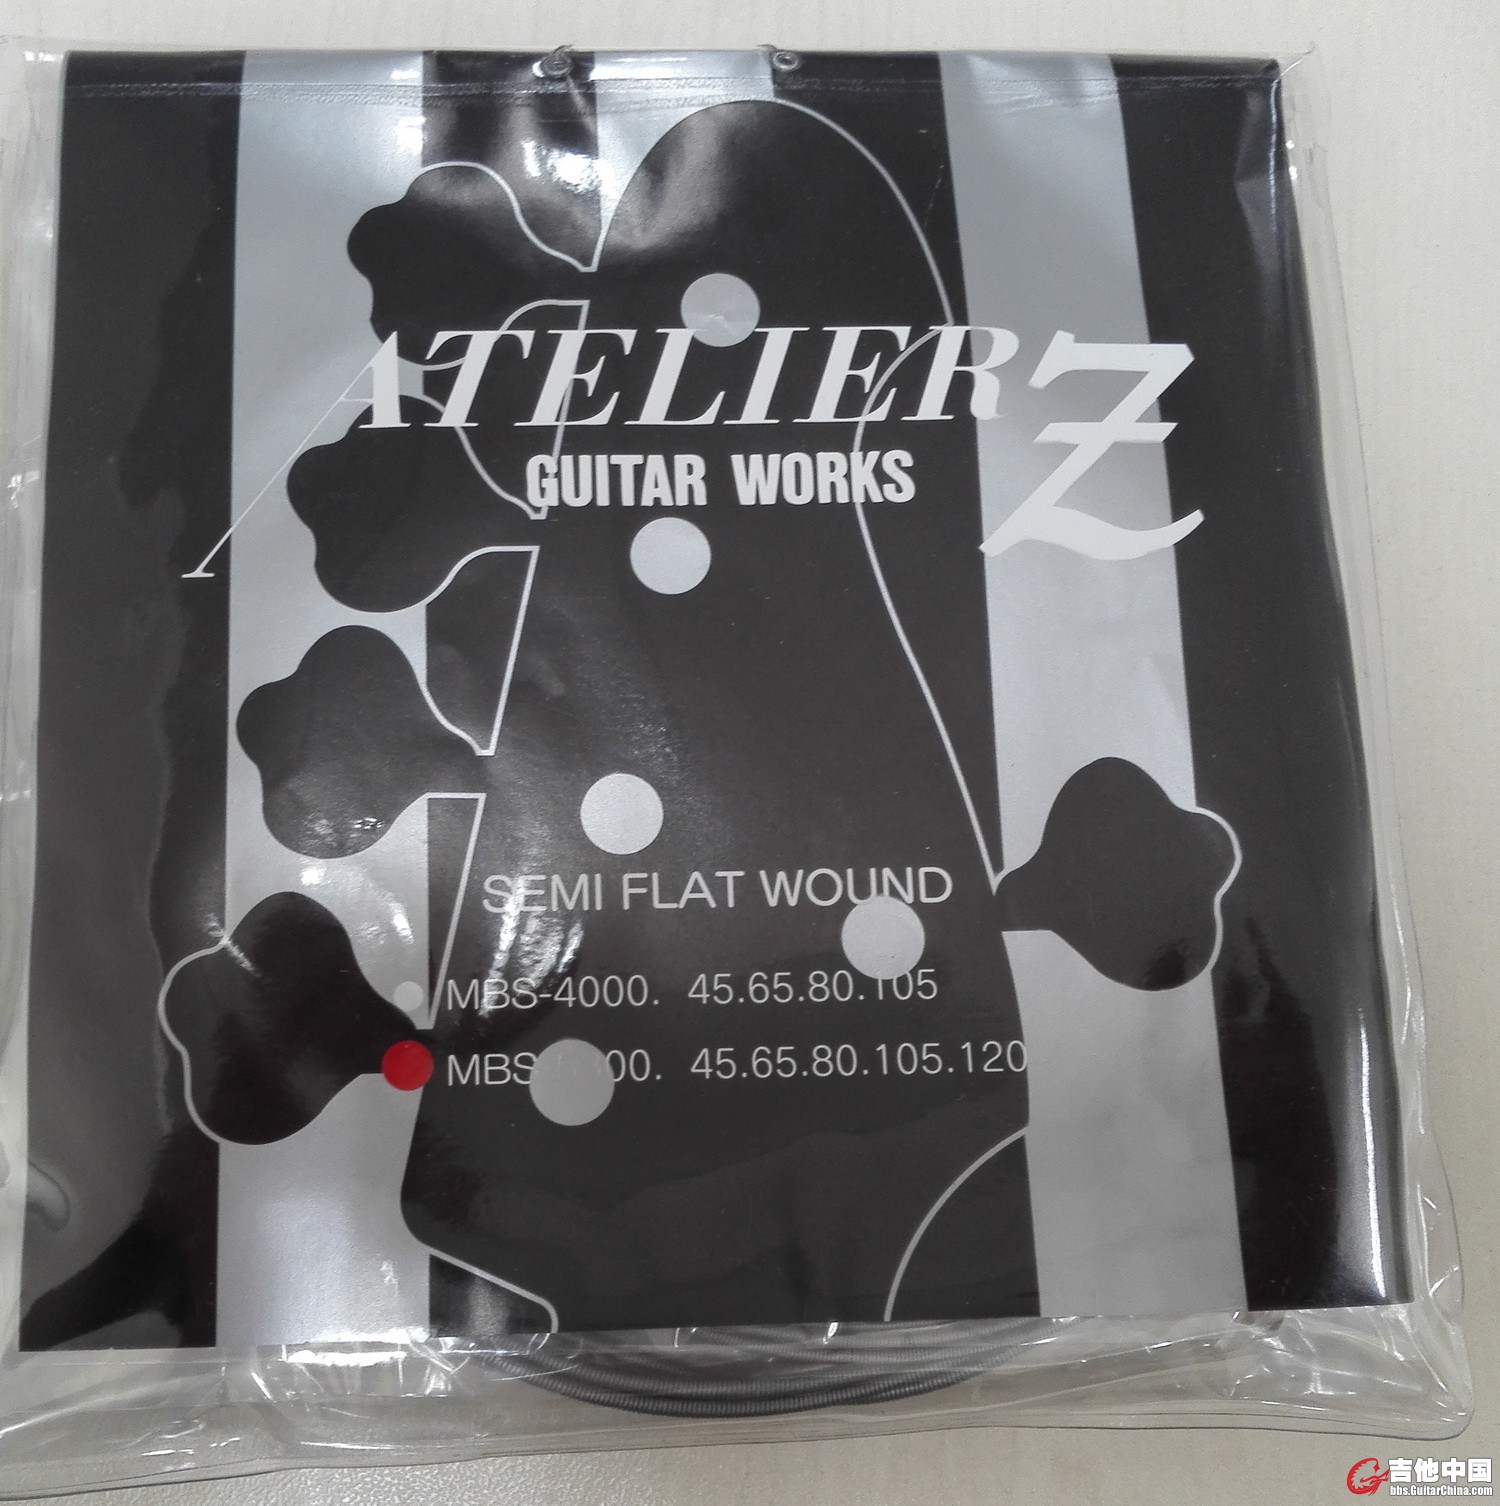 ATELIER Z
GUITAR WORKS
SEMI FLAT WOUND
MBS-4000. 45.65.80.105
45.65.80.105.120
吉他中国
bbs.GuitarChina.com